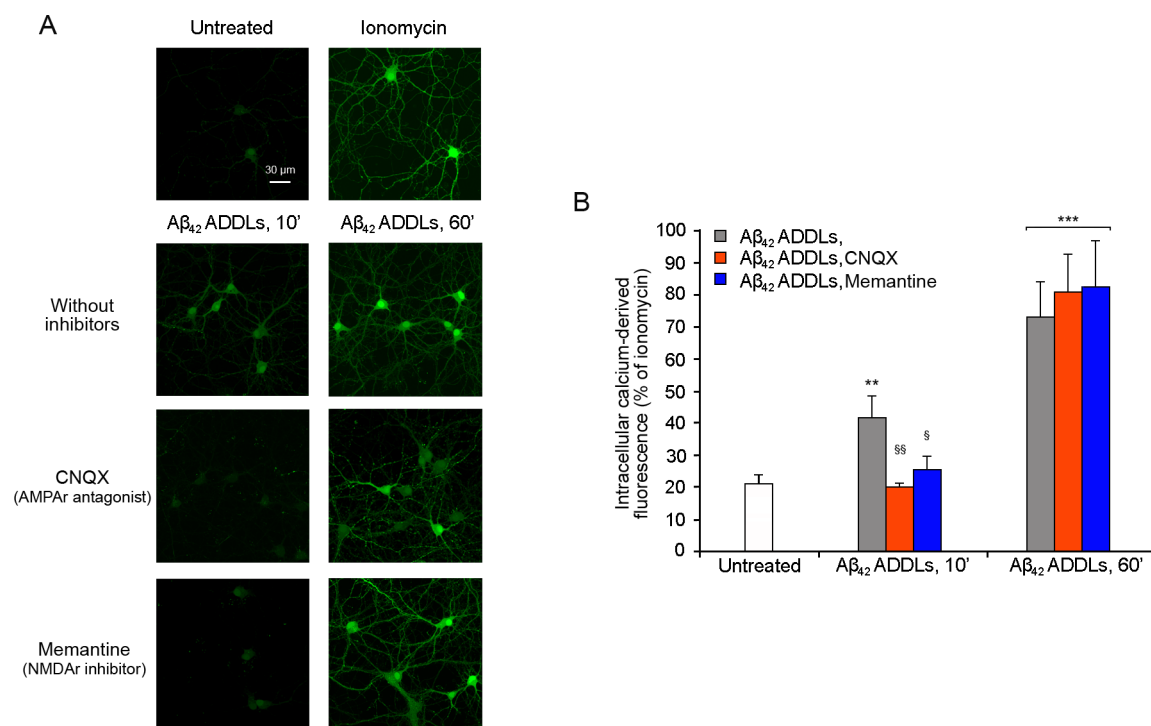 A
Untreated
Ionomycin
30 µm
Aβ₄₂ ADDLs, 10’
Aβ₄₂ ADDLs, 60’
Without
inhibitors
CNQX
(AMPAr antagonist)
Memantine
(NMDAr inhibitor)
B
Intracellular calcium-derived
fluorescence (% of ionomycin)
100
90
80
70
60
50
40
30
20
10
0
Aβ₄₂ ADDLs,
Aβ₄₂ ADDLs, CNQX
Aβ₄₂ ADDLs, Memantine
**
§§
§
***
Untreated
Aβ₄₂ ADDLs, 10’
Aβ₄₂ ADDLs, 60’